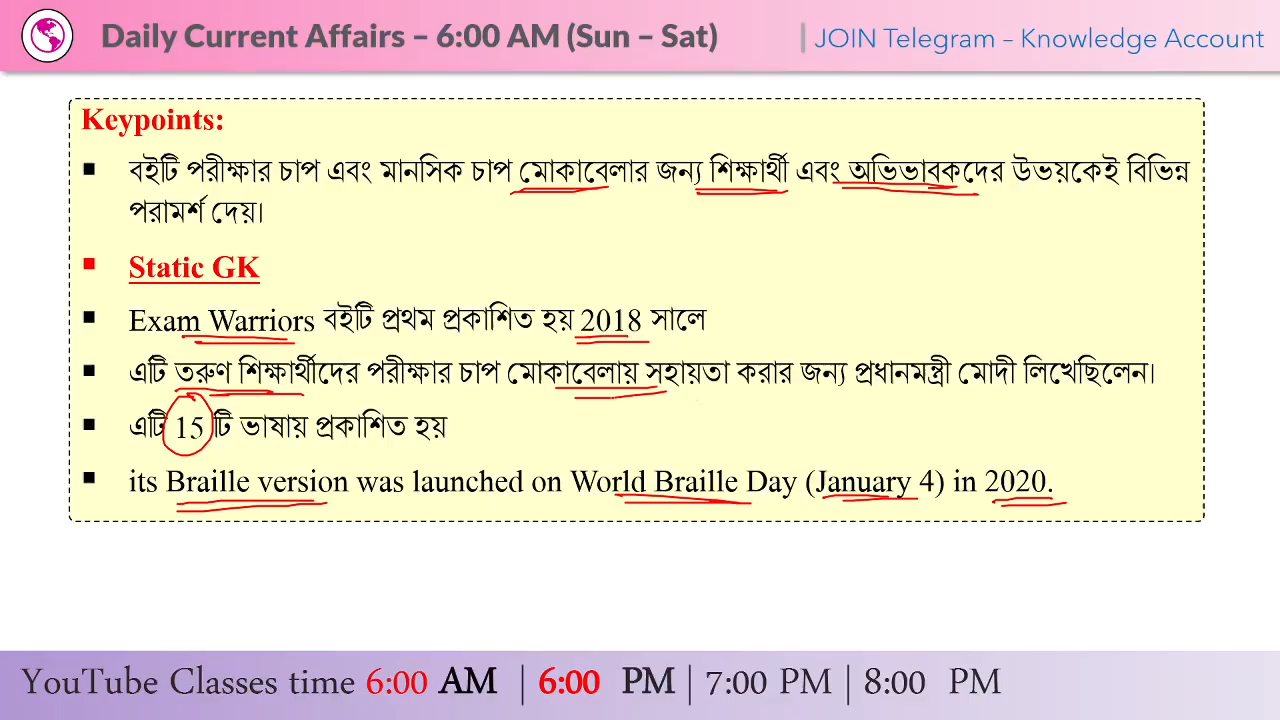 Daily Current Affairs – 6:00 AM (Sun – Sat)
| JOIN Telegram – Knowledge Account
Keypoints:
▪ বইটি পরীক্ষার চাপ এবং মানসিক চাপ মোকাবেলার জন্য শিক্ষার্থী এবং অভিভাবকদের উভয়কেই বিভিন্ন
পরামর্শ দেয়।
▪ Static GK
▪ Exam Warriors বইটি প্রথম প্রকাশিত হয় 2018 সালে
▪ এটি তরুণ শিক্ষার্থীদের পরীক্ষার চাপ মোকাবেলায় সহায়তা করার জন্য প্রধানমন্ত্রী মোদী লিখেছিলেন।
▪ এটি 15টি ভাষায় প্রকাশিত হয়
▪ its Braille version was launched on World Braille Day (January 4) in 2020.
YouTube Classes time 6:00 AM | 6:00 PM | 7:00 PM | 8:00 PM